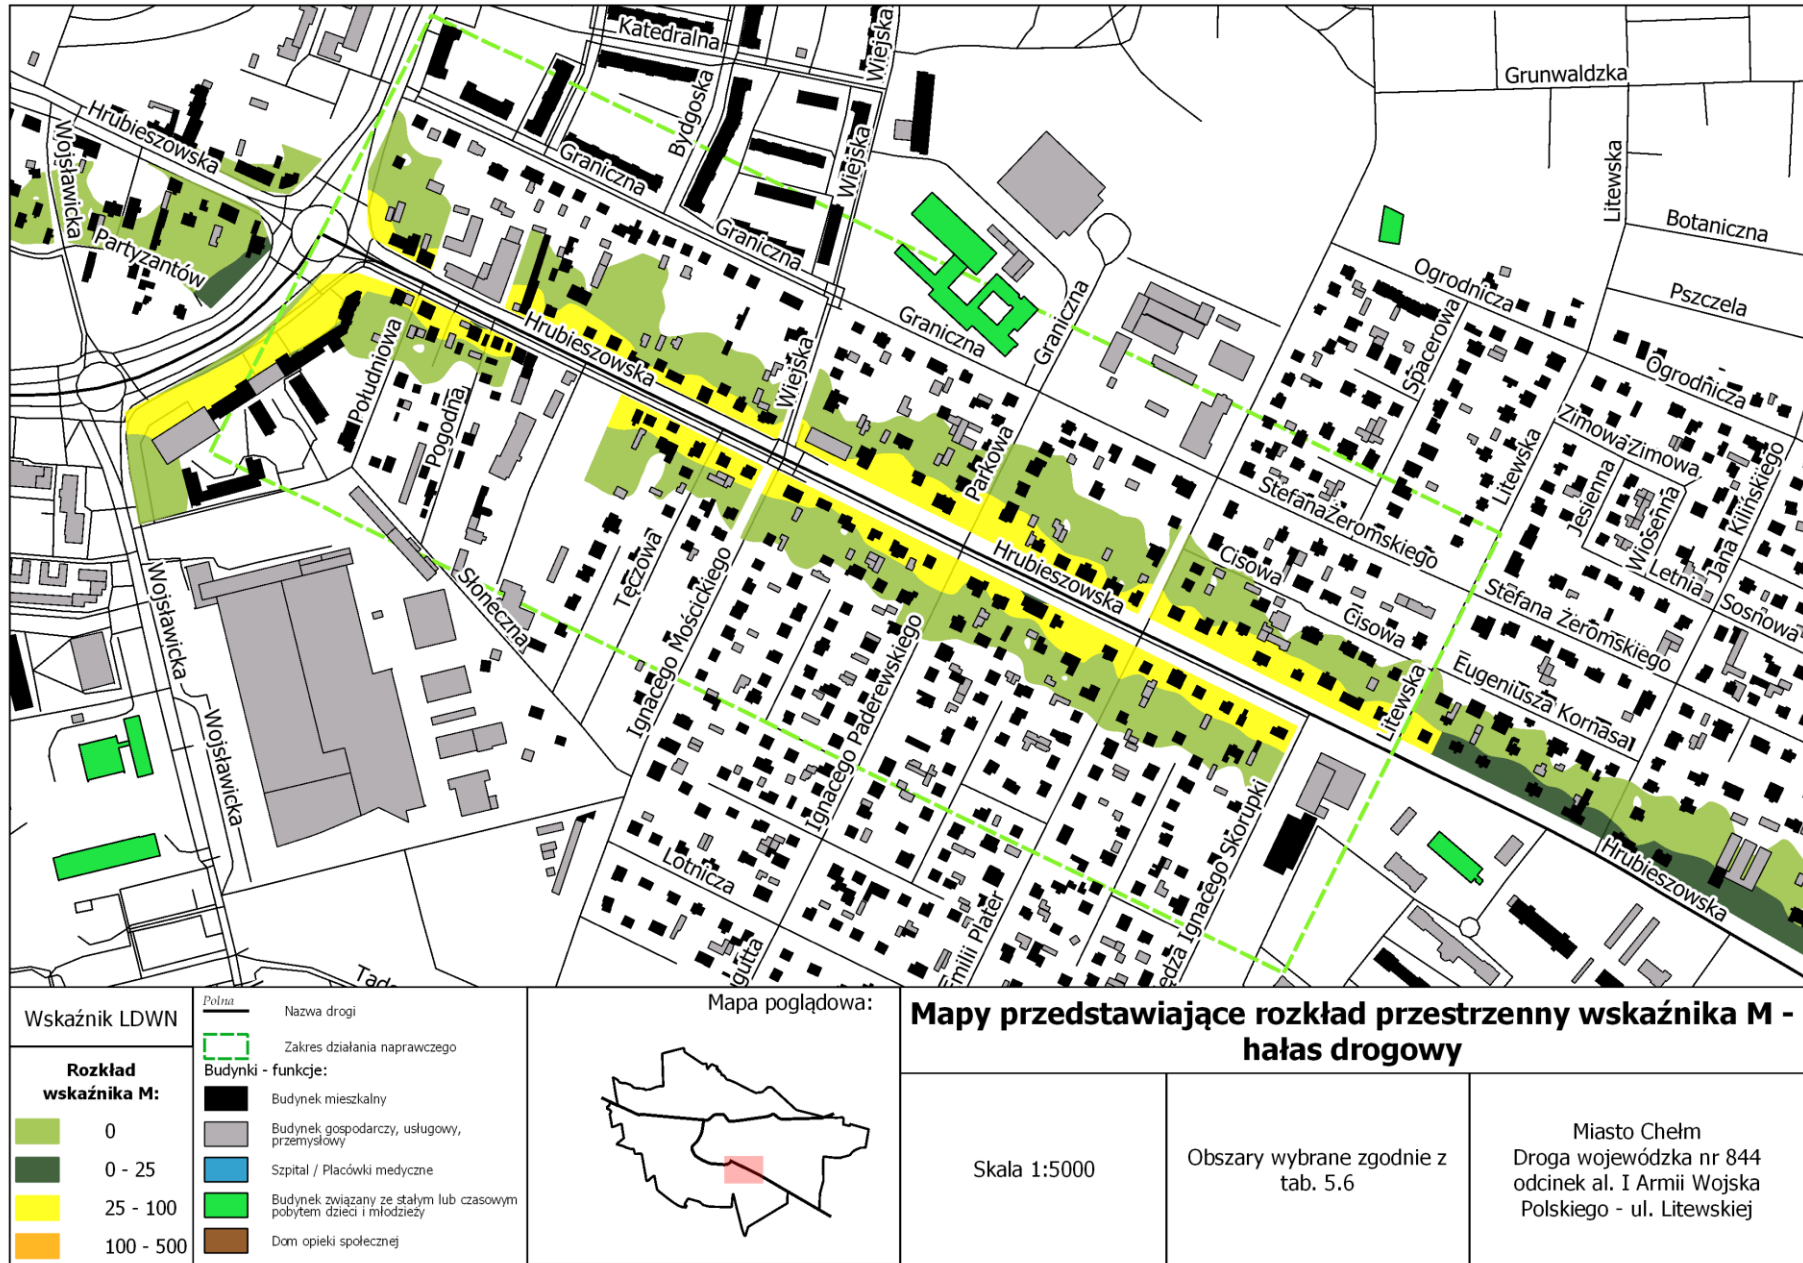 Katedralna
Wiejska
Grunwaldzka
Hrubieszowska
Wojsławicka
Bydgoska
Graniczna
Wiejska
Litewska
Botaniczna
Partyzantów
Graniczna
Ogrodnicza
Pszczela
Graniczna
Graniczna
Hrubieszowska
Południowa
Wiejska
Spacerowa
Ogrodnicza
Pogodna
Parkowa
Litewska
Zimowa
Zimowa
Jana Kilińskiego
Jesienna
Wiosenna
Stefana Żeromskiego
Letnia
Hrubieszowska
Cisowa
Cisowa
Stefana Żeromskiego
Sosnowa
Wojsławicka
Słoneczna
Tęczowa
Ignacego Mościckiego
Ignacego Paderewskiego
Eugeniusza Kornasa
Litewska
Wojsławicka
Lotnicza
Emilii Plater
ędza Ignacego Skorupki
Hrubieszowska
gutta
Tade
Wskaźnik LDWN
Rozkład
wskaźnika M:
0
0 - 25
25 - 100
100 - 500
Polna
Nazwa drogi
Zakres działania naprawczego
Budynki - funkcje:
Budynek mieszkalny
Budynek gospodarczy, usługowy,
przemysłowy
Szpital / Placówki medyczne
Budynek związany ze stałym lub czasowym
pobytem dzieci i młodzieży
Dom opieki społecznej
Mapa poglądowa:
Mapy przedstawiające rozkład przestrzenny wskaźnika M -
hałas drogowy
Skala 1:5000
Obszary wybrane zgodnie z
tab. 5.6
Miasto Chełm
Droga wojewódzka nr 844
odcinek al. I Armii Wojska
Polskiego - ul. Litewskiej